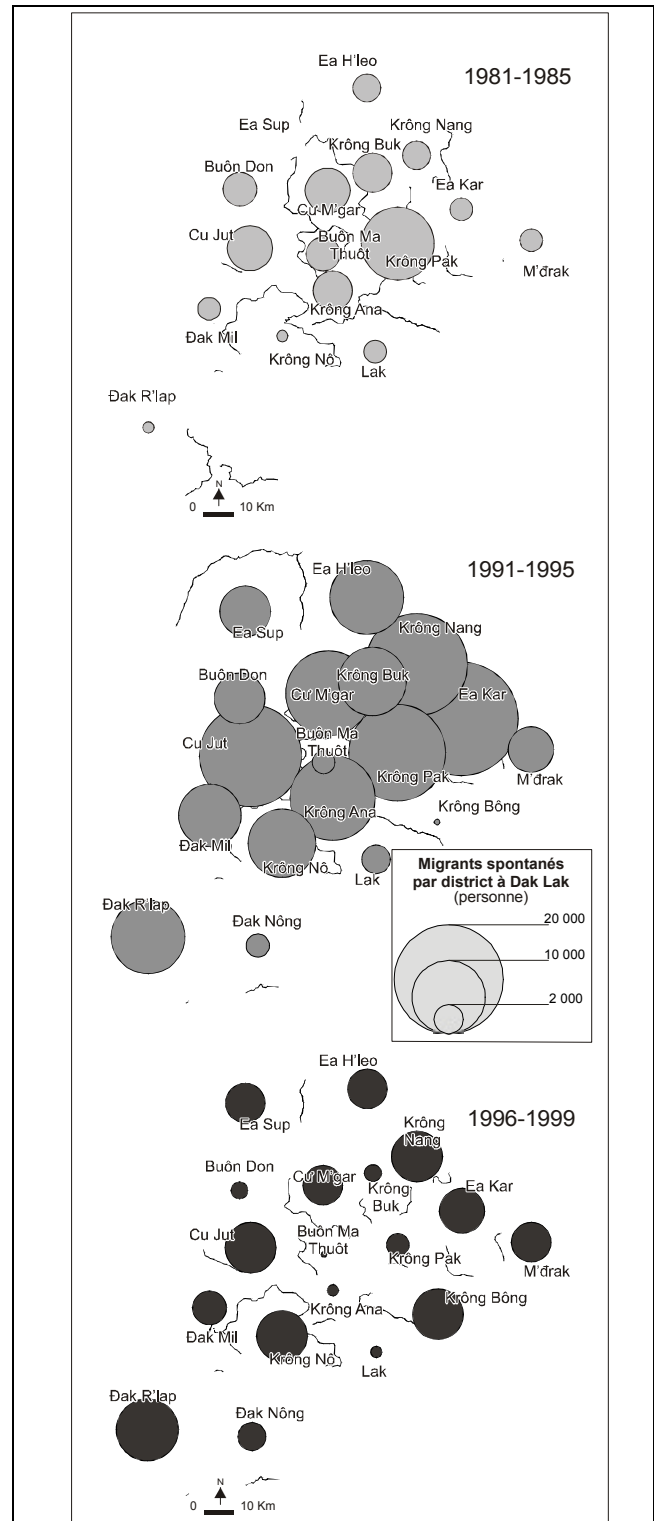 Ea H'leo
1981-1985
Ea Sup
Krông Nang
Krông Buk
Buôn Don
Ea Kar
Cư M'gar
Cu Jut
Buôn Ma
Thuôt
Krông Pak
M'đrak
Krông Ana
Đak Mil
Krông Nô
Lak
Đak R'lap
N
0 10 Km
Ea H'leo
1991-1995
Krông Nang
Ea Sup
Buôn Don
Krông Buk
Cư M'gar
Ea Kar
Buôn Ma
Thuôt
Cu Jut
Krông Pak
M'đrak
Krông Bông
Krông Ana
Đak Mil
Krông Nô
Lak
Migrants spontanés
par district à Dak Lak
(personne)
20 000
10 000
2 000
Đak R'lap
Đak Nông
Ea H'leo
1996-1999
Ea Sup
Krông
Nang
Buôn Don
Cư M'gar
Krông
Buk
Ea Kar
Cu Jut
Buôn Ma
Thuôt
Krông Pak
M'đrak
Krông Ana
Krông Bông
Đak Mil
Krông Nô
Lak
Đak R'lap
Đak Nông
N
0 10 Km